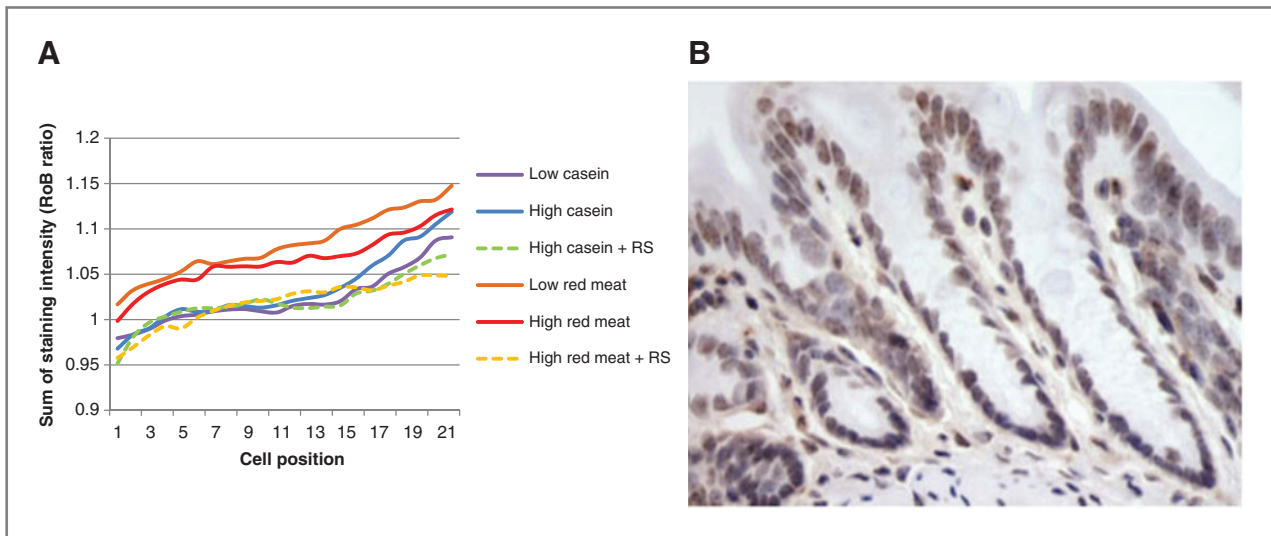 A
B
Sum of staining intensity (RoB ratio)
1.2
1.15
1.1
1.05
1
0.95
0.9
1 3 5 7 9 11 13 15 17 19 21
Cell position
Low casein
High casein
High casein + RS
Low red meat
High red meat
High red meat + RS